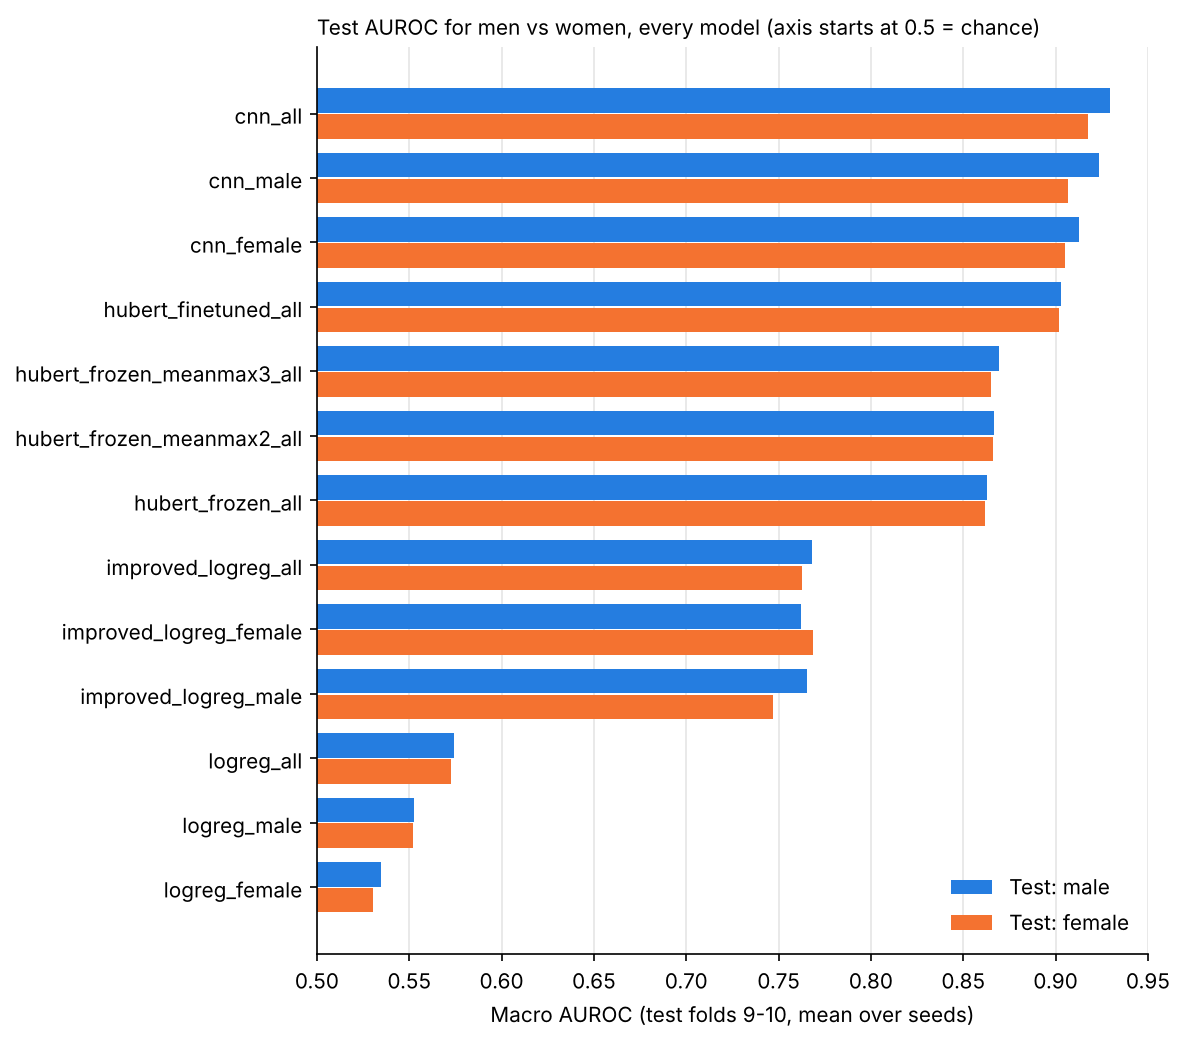 Test AUROC for men vs women, every model (axis starts at 0.5 = chance)
cnn_all
cnn_male
cnn_female
hubert_finetuned_all
hubert_frozen_meanmax3_all
hubert_frozen_meanmax2_all
hubert_frozen_all
improved_logreg_all
improved_logreg_female
improved_logreg_male
logreg_all
logreg_male
logreg_female
Test: male
Test: female
0.50 0.55 0.60 0.65 0.70 0.75 0.80 0.85 0.90 0.95
Macro AUROC (test folds 9-10, mean over seeds)